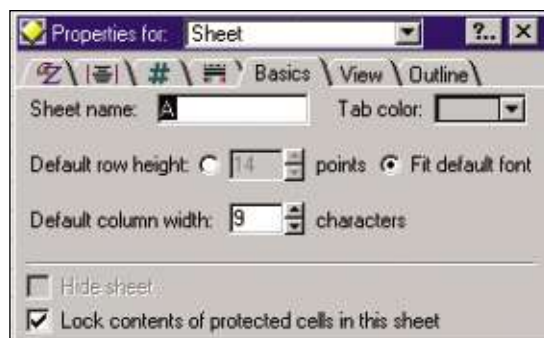 Properties for: Sheet ?..
# Basics View Outline
Sheet name: A Tab color:
Default row height: 14 points Fit default font
Default column width: 9 characters
Hide sheet
Lock contents of protected cells in this sheet